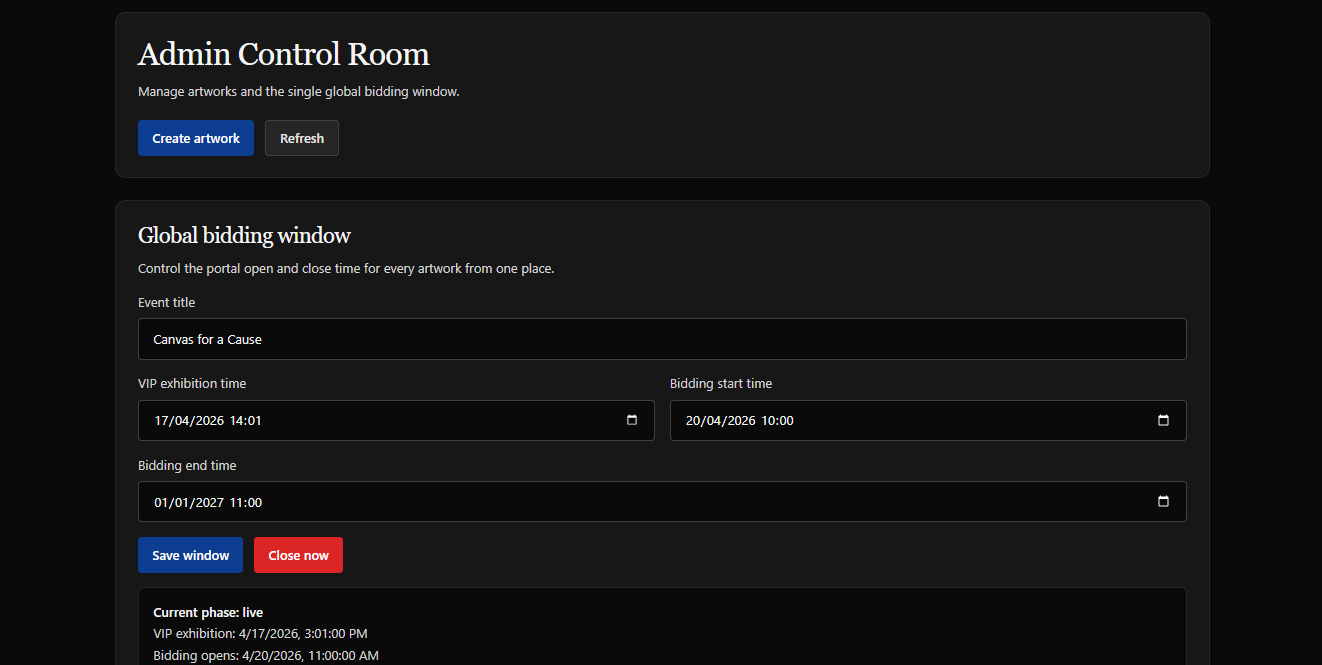 Admin Control Room
Manage artworks and the single global bidding window.
Create artwork
Refresh
Global bidding window
Control the portal open and close time for every artwork from one place.
Event title
Canvas for a Cause
VIP exhibition time
Bidding start time
17/04/2026 14:01
20/04/2026 10:00
Bidding end time
01/01/2027 11:00
Save window
Close now
Current phase: live
VIP exhibition: 4/17/2026, 3:01:00 PM
Bidding opens: 4/20/2026, 11:00:00 AM